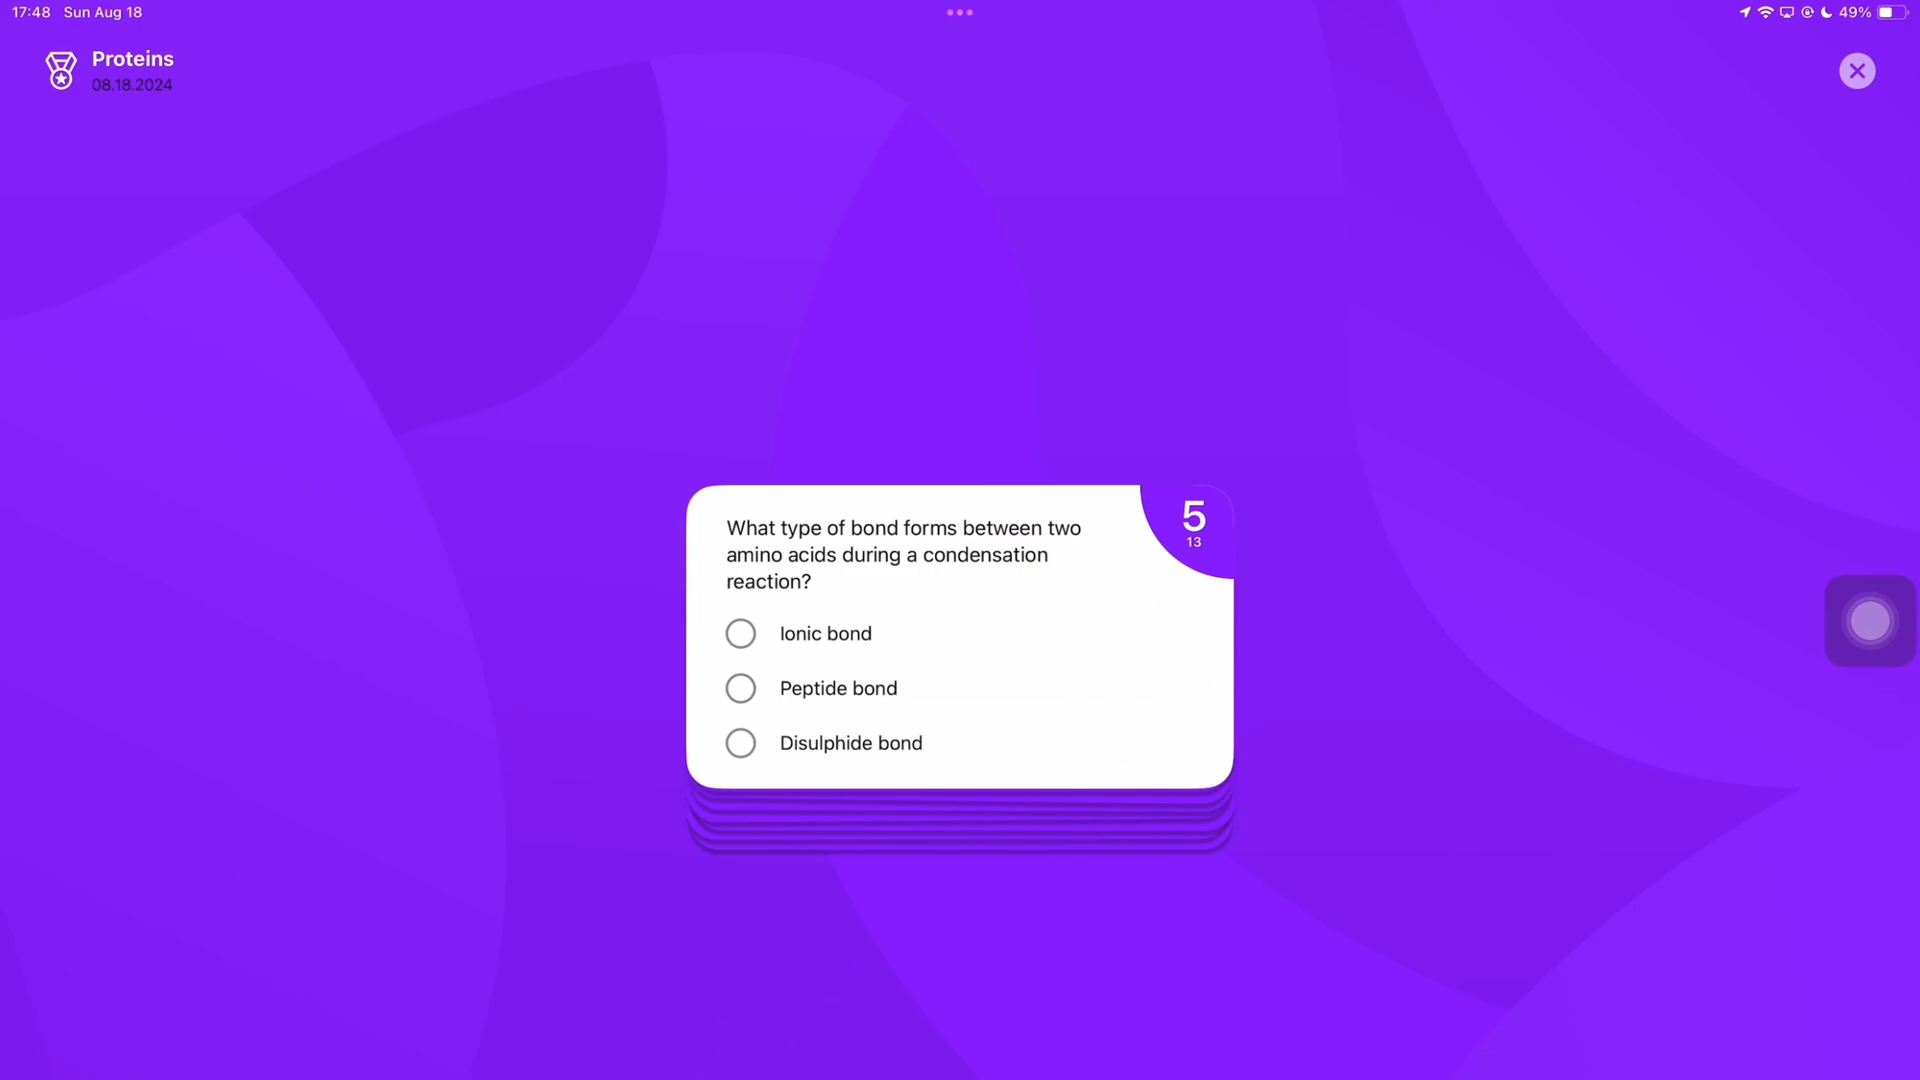 17:48 Sun Aug 18
49%
Proteins
08.18.2024
5
13
What type of bond forms between two
amino acids during a condensation
reaction?
Ionic bond
Peptide bond
Disulphide bond